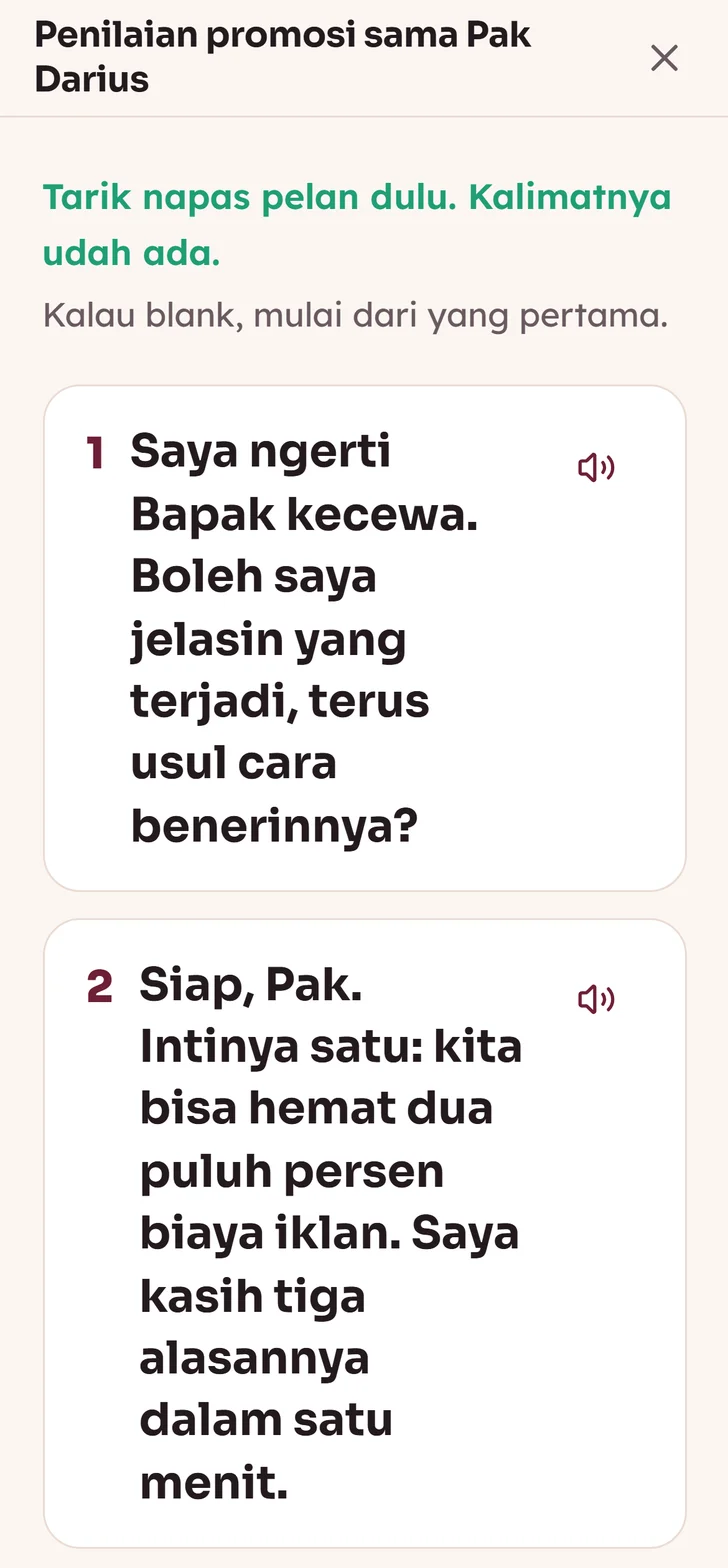 Penilaian promosi sama Pak
Darius
Tarik napas pelan dulu. Kalimatnya
udah ada.
Kalau blank, mulai dari yang pertama.
1 Saya ngerti
Bapak kecewa.
Boleh saya
jelasin yang
terjadi, terus
usul cara
benerinnya?
2 Siap, Pak.
Intinya satu: kita
bisa hemat dua
puluh persen
biaya iklan. Saya
kasih tiga
alasannya
dalam satu
menit.